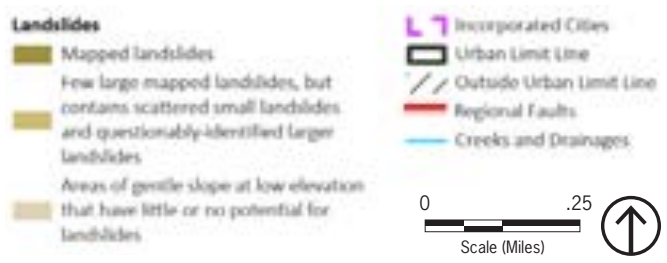 Landslides
Mapped landslides
Few large mapped landslides, but
contains scattered small landslides
and questionably-identified larger
landslides
Areas of gentle slope at low elevation
that have little or no potential for
landslides
Incorporated Cities
Urban Limit Line
Outside Urban Limit Line
Regional Faults
Creeks and Drainages
0 .25
Scale (Miles)